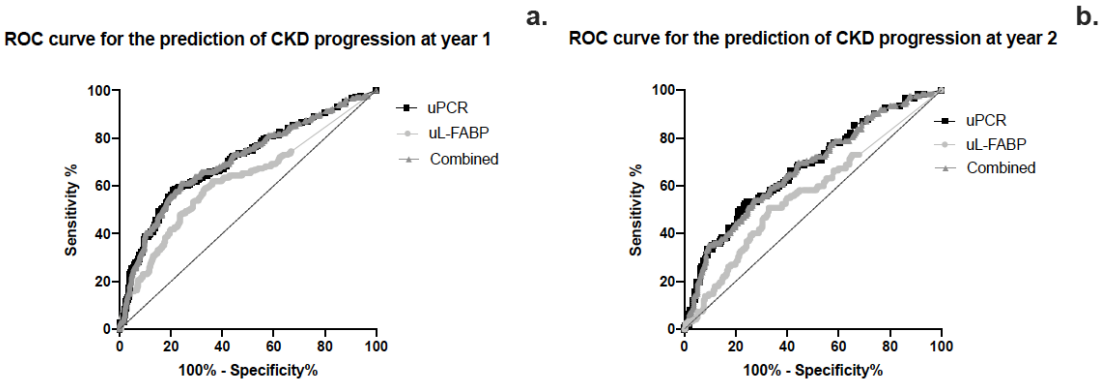 a.
ROC curve for the prediction of CKD progression at year 1
100
80
60
40
20
0
Sensitivity %
0 20 40 60 80 100
100% - Specificity%
uPCR
uL-FABP
Combined
b.
ROC curve for the prediction of CKD progression at year 2
100
80
60
40
20
0
Sensitivity %
0 20 40 60 80 100
100% - Specificity%
uPCR
uL-FABP
Combined